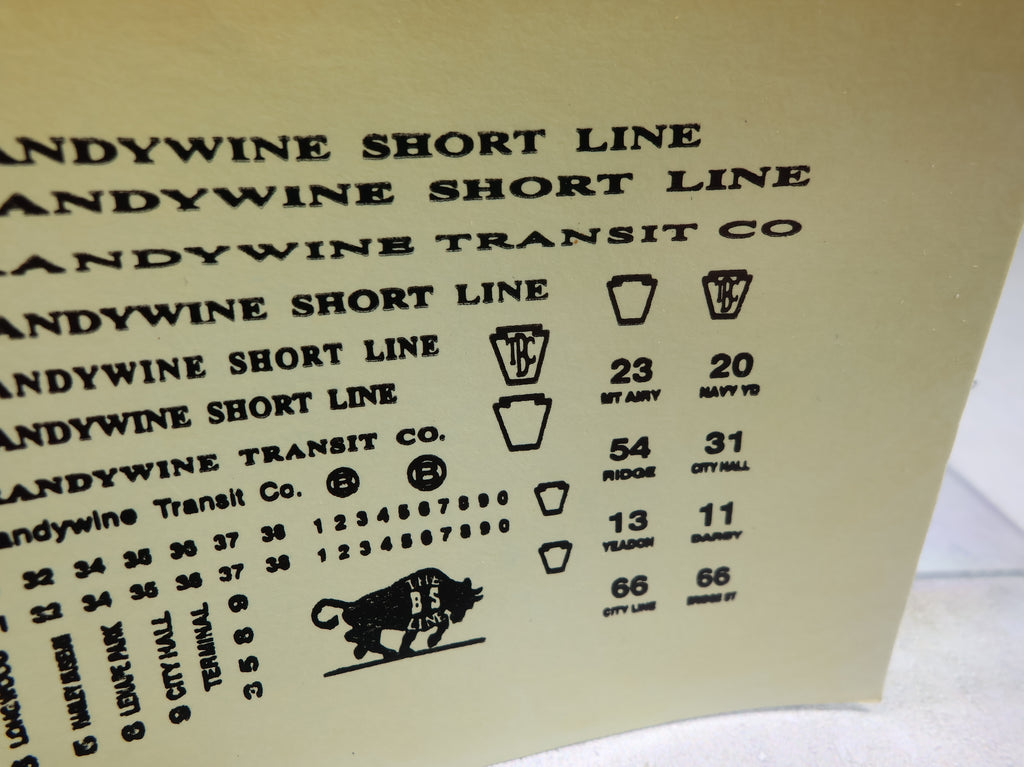 ANDYWINE SHORT LINE
ANDYWINE SHORT LINE
ANDYWINE TRANSIT CO
ANDYWINE SHORT LINE
ANDYWINE SHORT LINE
TBC
TBC
ANDYWINE SHORT LINE
ANDYWINE TRANSIT CO.
andywine Transit Co.
B
B
32 34 35 36 37 38 1 2 3 4 5 6 7 8 9 0
34 35 36 37 38 1 2 3 4 5 6 7 8 9 0
23 20
MT AIRY NAVY YD
54 31
RIDGE CITY HALL
13 11
YEADON DARBY
66 66
CITY LINE BRIDGE ST
LONGWOOD
8 LENAPE PARK
9 CITY HALL
TERMINAL
3 5 8 9
THE
B S
LINE